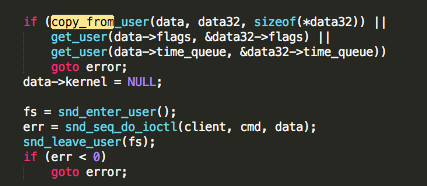 if (copy_from_user(data, data32, sizeof(*data32)) ||
get_user(data->flags, &data32->flags) ||
get_user(data->time_queue, &data32->time_queue))
goto error;
data->kernel = NULL;
fs = snd_enter_user();
err = snd_seq_do_ioctl(client, cmd, data);
snd_leave_user(fs);
if (err < 0)
goto error;